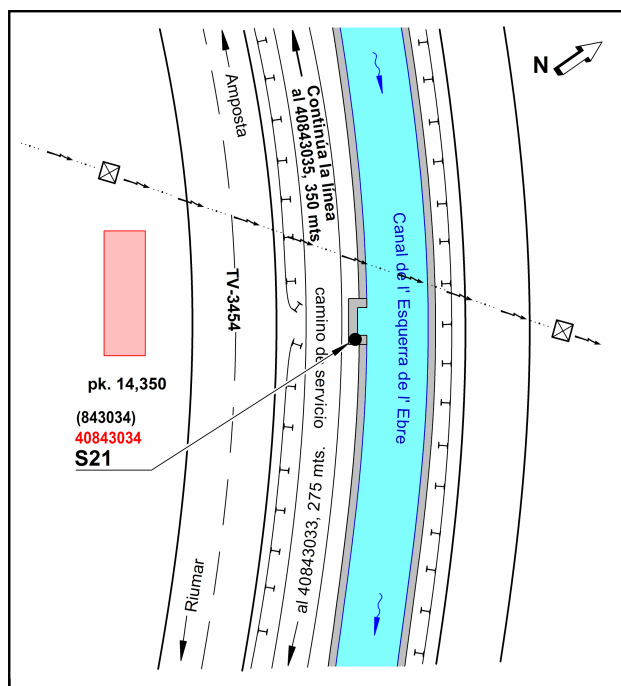 N
Amposta
Continúa la línea
al 40843035, 350 mts
TV-3454
Canal de l' Esquerra de l' Ebre
camino de servicio
pk. 14,350
(843034)
40843034
S21
al 40843033, 275 mts.
Riumar